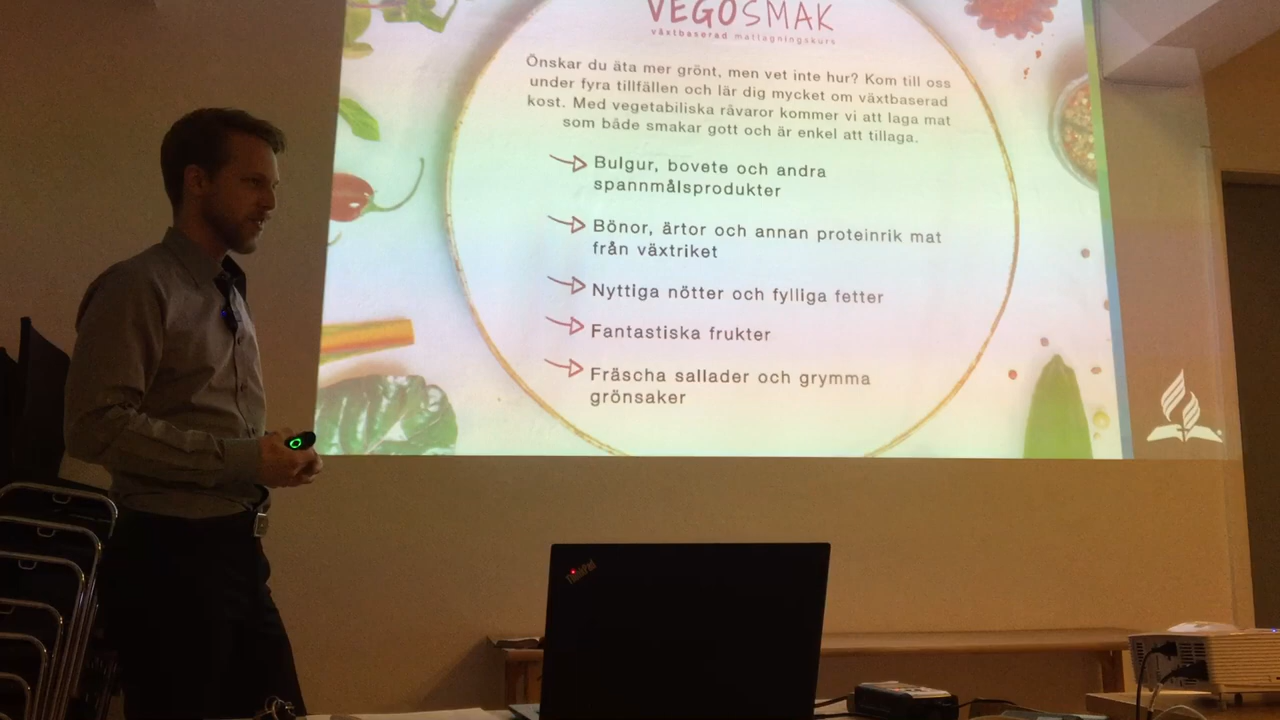 VEGOSMAK
växtbaserad matlagningskurs
Önskar du äta mer grönt, men vet inte hur? Kom till oss
under fyra tillfällen och lär dig mycket om växtbaserad
kost. Med vegetabiliska råvaror kommer vi att laga mat
som både smakar gott och är enkel att tillaga.
Bulgur, bovete och andra
spannmålsprodukter
Bönor, ärtor och annan proteinrik mat
från växtriket
Nyttiga nötter och fylliga fetter
Fantastiska frukter
Fräscha sallader och grymma
grönsaker
ThinkPad